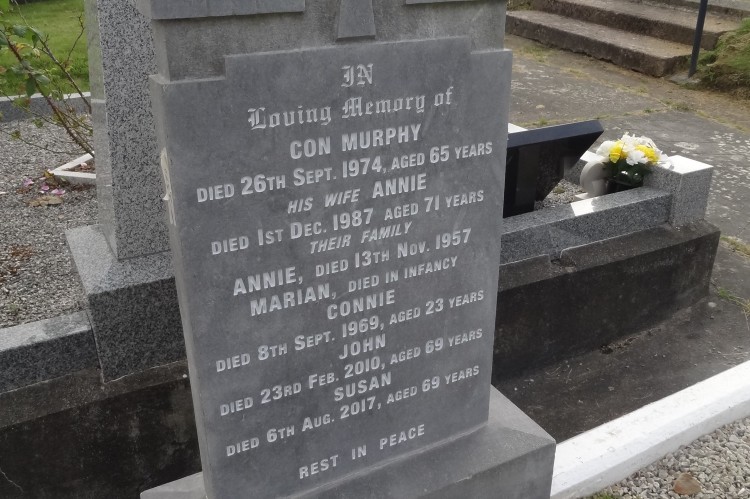 IN
Loving Memory of
CON MURPHY
DIED 26TH SEPT. 1974, AGED 65 YEARS
HIS WIFE ANNIE
DIED 1ST DEC. 1987 AGED 71 YEARS
THEIR FAMILY
ANNIE, DIED 13TH NOV. 1957
MARIAN, DIED IN INFANCY
CONNIE
DIED 8TH SEPT. 1969, AGED 23 YEARS
JOHN
DIED 23RD FEB. 2010, AGED 69 YEARS
SUSAN
DIED 6TH AUG. 2017, AGED 69 YEARS
REST IN PEACE